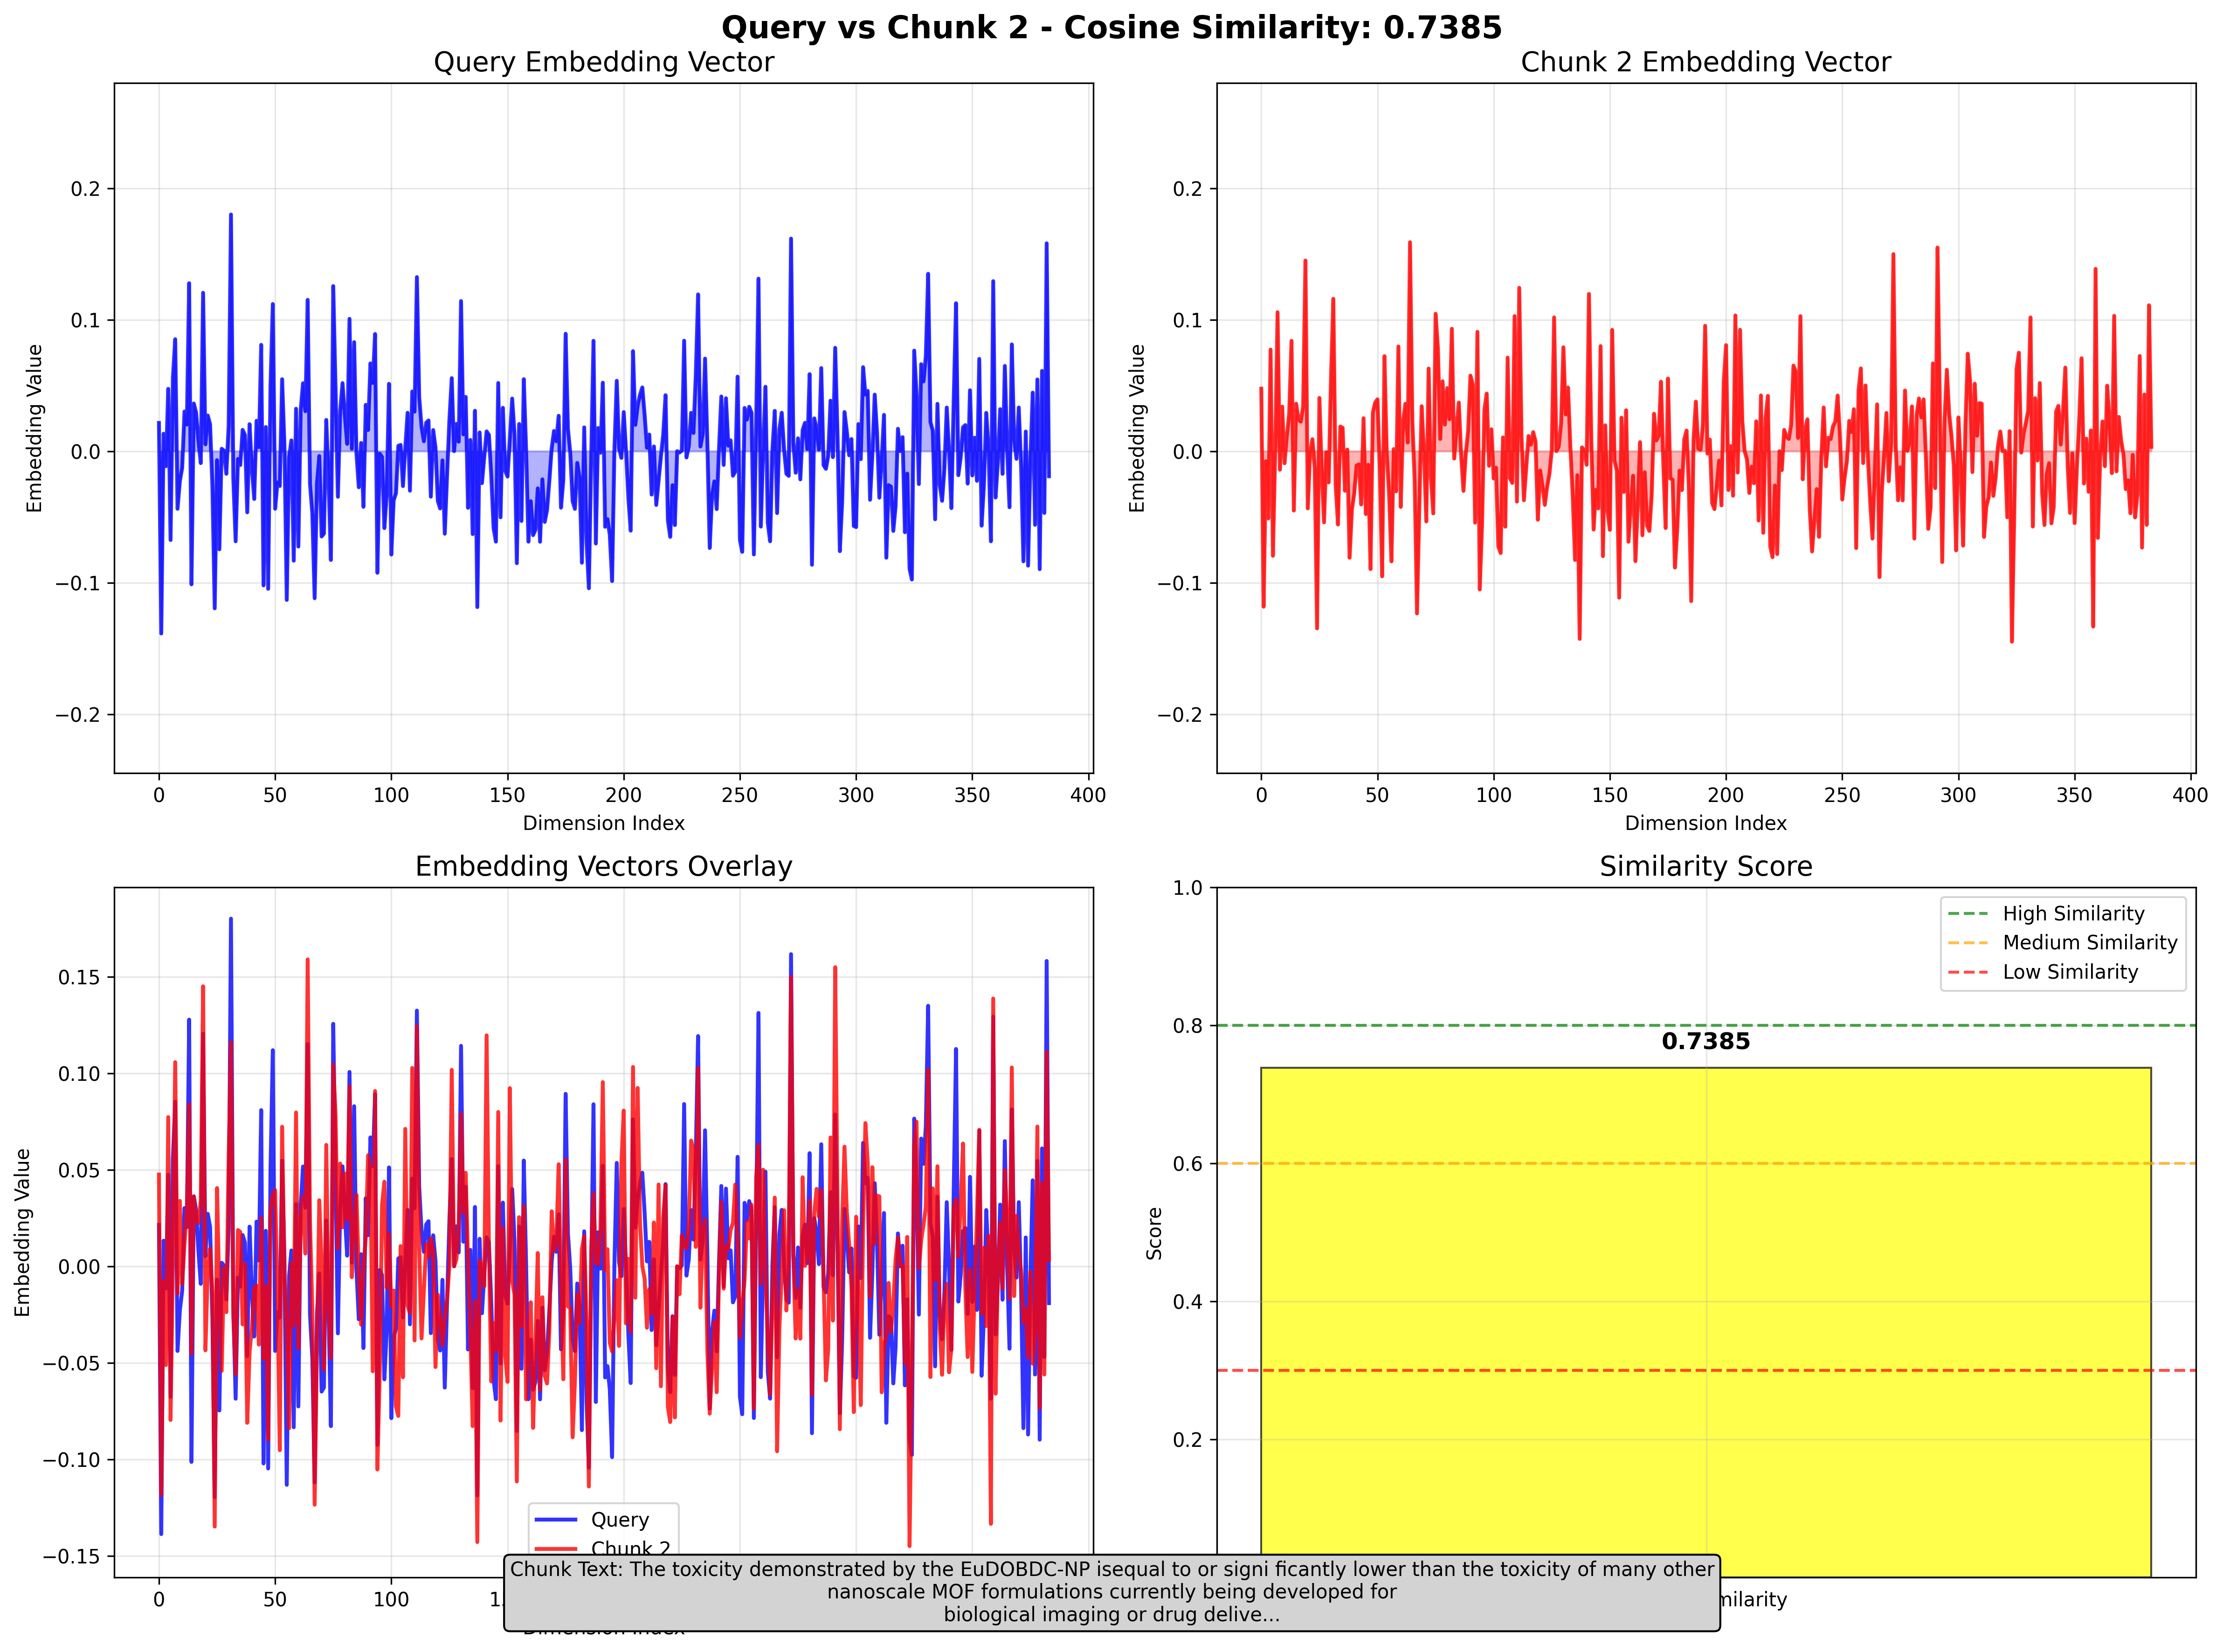 Query vs Chunk 2 - Cosine Similarity: 0.7385
Query Embedding Vector
Embedding Value
0.2
0.1
0.0
−0.1
−0.2
0 50 100 150 200 250 300 350 400
Dimension Index
Chunk 2 Embedding Vector
Embedding Value
0.2
0.1
0.0
−0.1
−0.2
0 50 100 150 200 250 300 350 400
Dimension Index
Embedding Vectors Overlay
Embedding Value
0.15
0.10
0.05
0.00
−0.05
−0.10
−0.15
Query
Chunk 2
0 50 100
Dimension Index
Similarity Score
Score
1.0
0.8
0.6
0.4
0.2
High Similarity
Medium Similarity
Low Similarity
0.7385
milarity
Chunk Text: The toxicity demonstrated by the EuDOBDC-NP isequal to or signi ficantly lower than the toxicity of many other
nanoscale MOF formulations currently being developed for
biological imaging or drug delive...